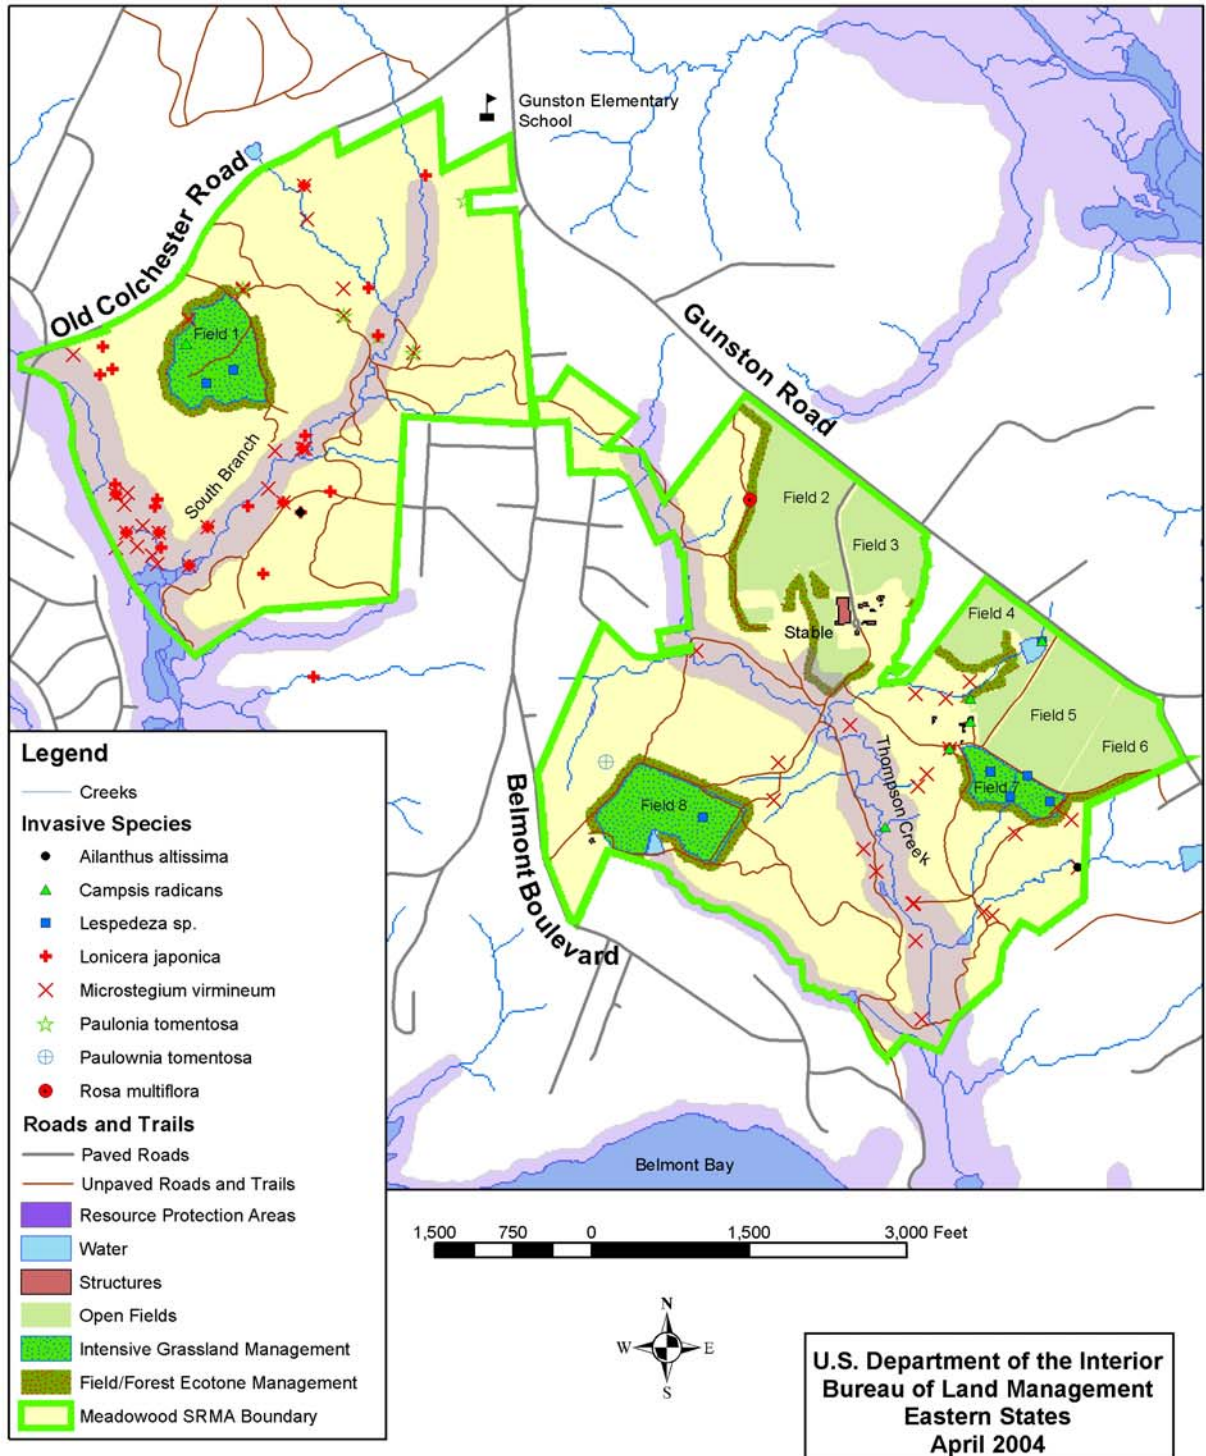 Gunston Elementary
School
Old Colchester Road
Gunston Road
Field 1
South Branch
Field 2
Field 3
Stable
Field 4
Field 5
Field 6
Field 7
Thompson Creek
Field 8
Belmont Boulevard
Belmont Bay
Legend
Creeks
Invasive Species
Ailanthus altissima
Campsis radicans
Lespedeza sp.
Lonicera japonica
Microstegium virmineum
Paulonia tomentosa
Paulownia tomentosa
Rosa multiflora
Roads and Trails
Paved Roads
Unpaved Roads and Trails
Resource Protection Areas
Water
Structures
Open Fields
Intensive Grassland Management
Field/Forest Ecotone Management
Meadowood SRMA Boundary
1,500 750 0 1,500 3,000 Feet
N
W E
S
U.S. Department of the Interior
Bureau of Land Management
Eastern States
April 2004